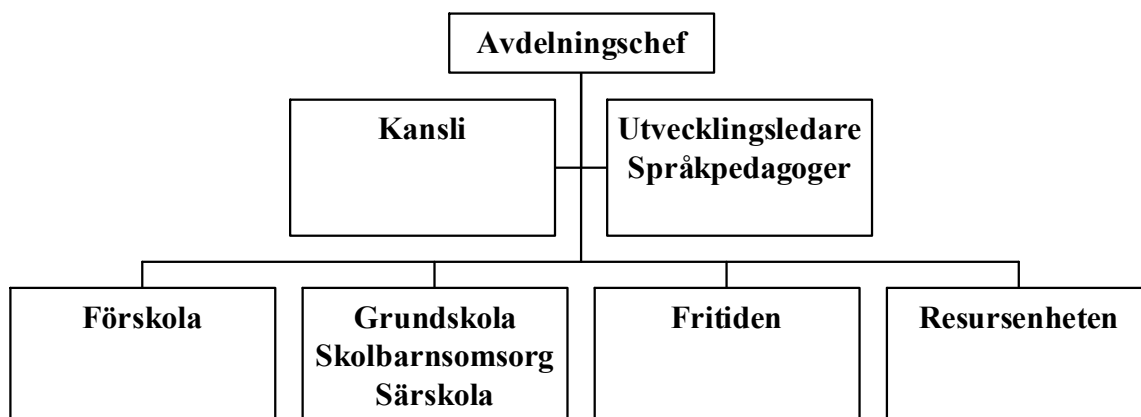 Avdelningschef
Kansli
Utvecklingsledare
Språkpedagoger
Förskola
Grundskola
Skolbarnsomsorg
Särskola
Fritiden
Resursenheten